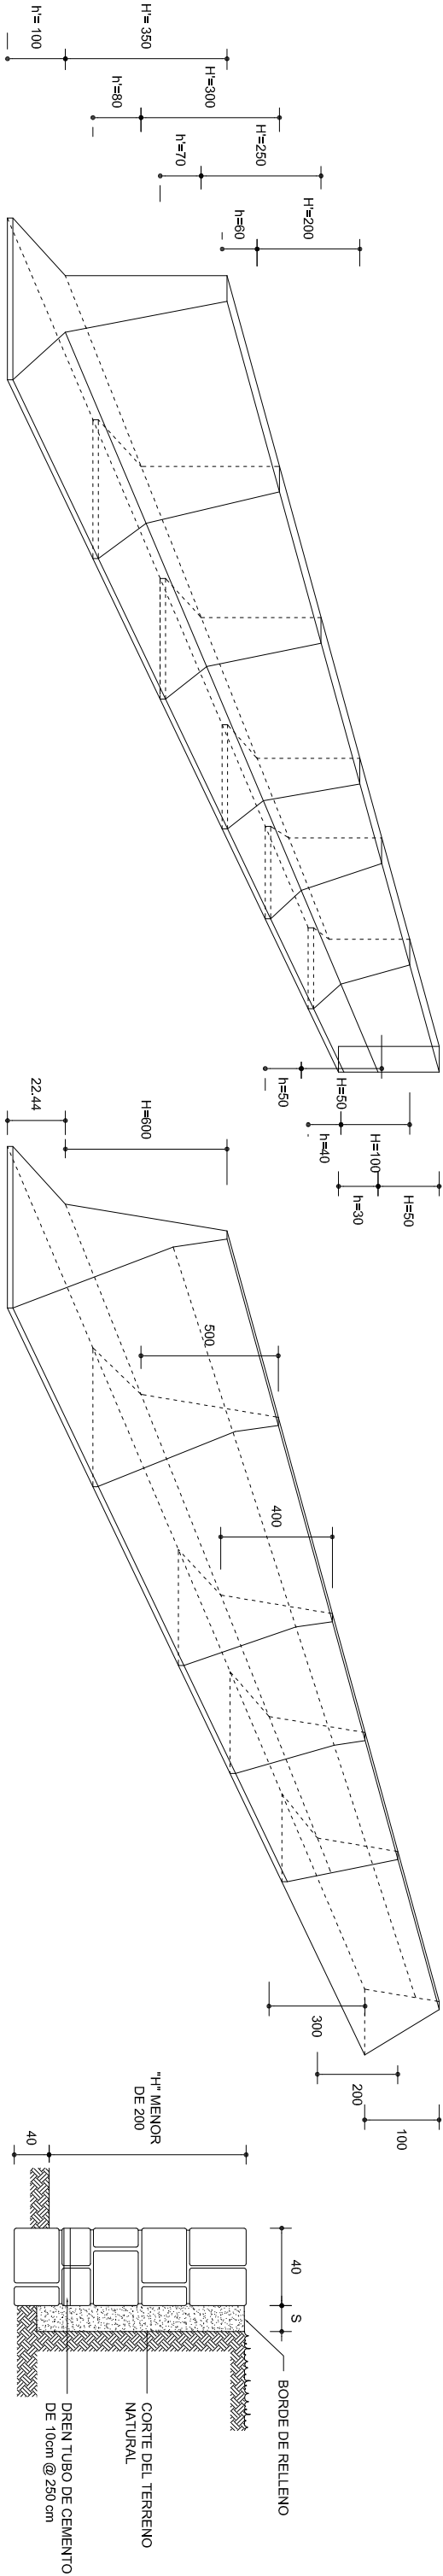 h'= 100
H'= 350
h'=80
H'=300
h'=70
H'=250
h=60
H'=200
h=50
H=50
h=40
H=100
h=30
H=50
22.44
H=600
500
400
300
200
100
"H" MENOR
DE 200
40
40
S
BORDE DE RELLENO
CORTE DEL TERRENO
NATURAL
DREN TUBO DE CEMENTO
DE 10cm @ 250 cm